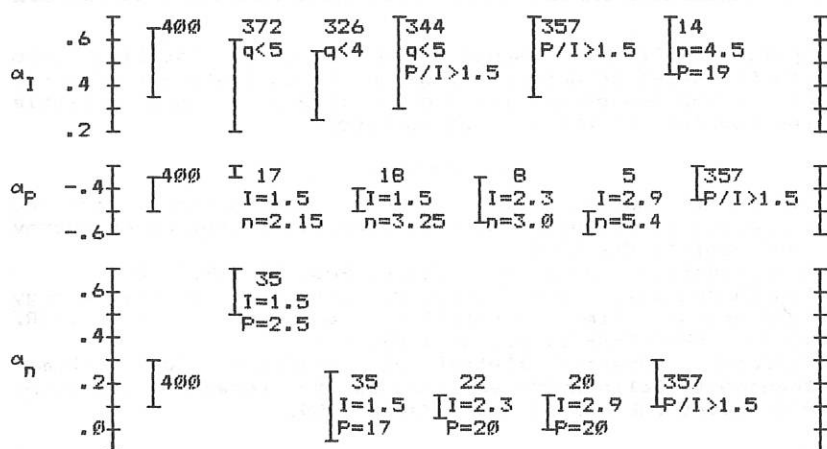 .6 400 372 326 344 357 14
q<5 q<4 q<5 P/I>1.5 n=4.5
αI .4 P/I>1.5 P=19
.2
αP -.4 400 17 18 8 5 357
I=1.5 I=1.5 I=2.3 I=2.9 P/I>1.5
-.6 n=2.15 n=3.25 n=3.0 n=5.4
.6 35
I=1.5
P=2.5
.4
αn
.2 400 35 22 20 357
I=1.5 I=2.3 I=2.9 P/I>1.5
.0 P=17 P=20 P=20